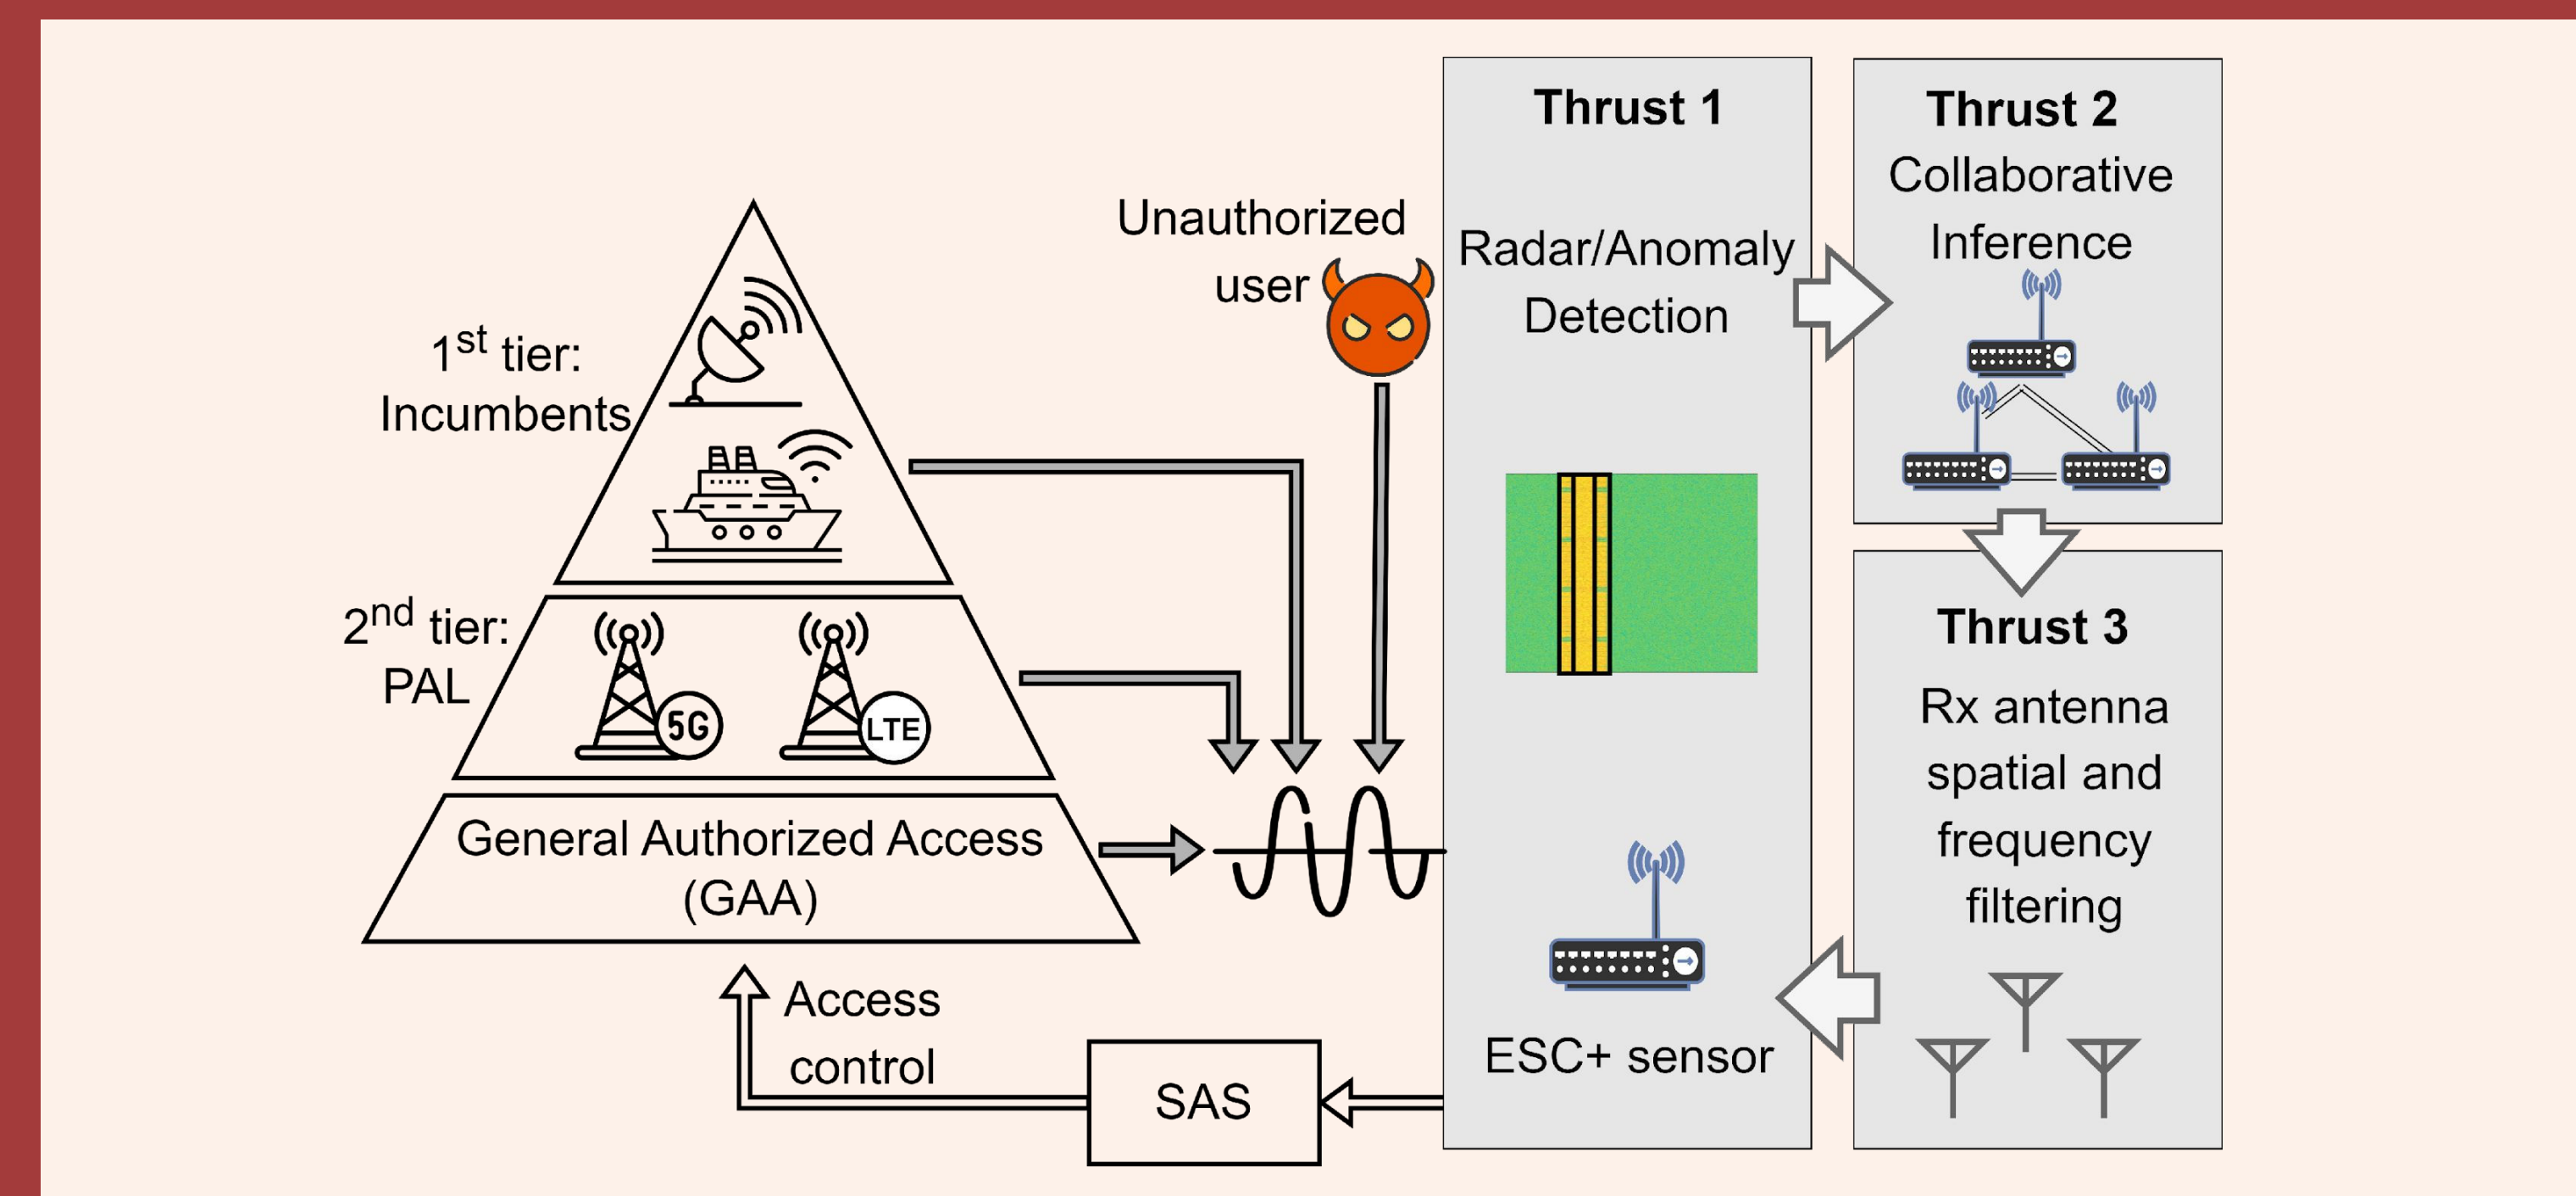 1st tier:
Incumbents
2nd tier:
PAL
5G
LTE
General Authorized Access
(GAA)
Access
control
SAS
Unauthorized
user
Thrust 1
Radar/Anomaly
Detection
ESC+ sensor
Thrust 2
Collaborative
Inference
Thrust 3
Rx antenna
spatial and
frequency
filtering